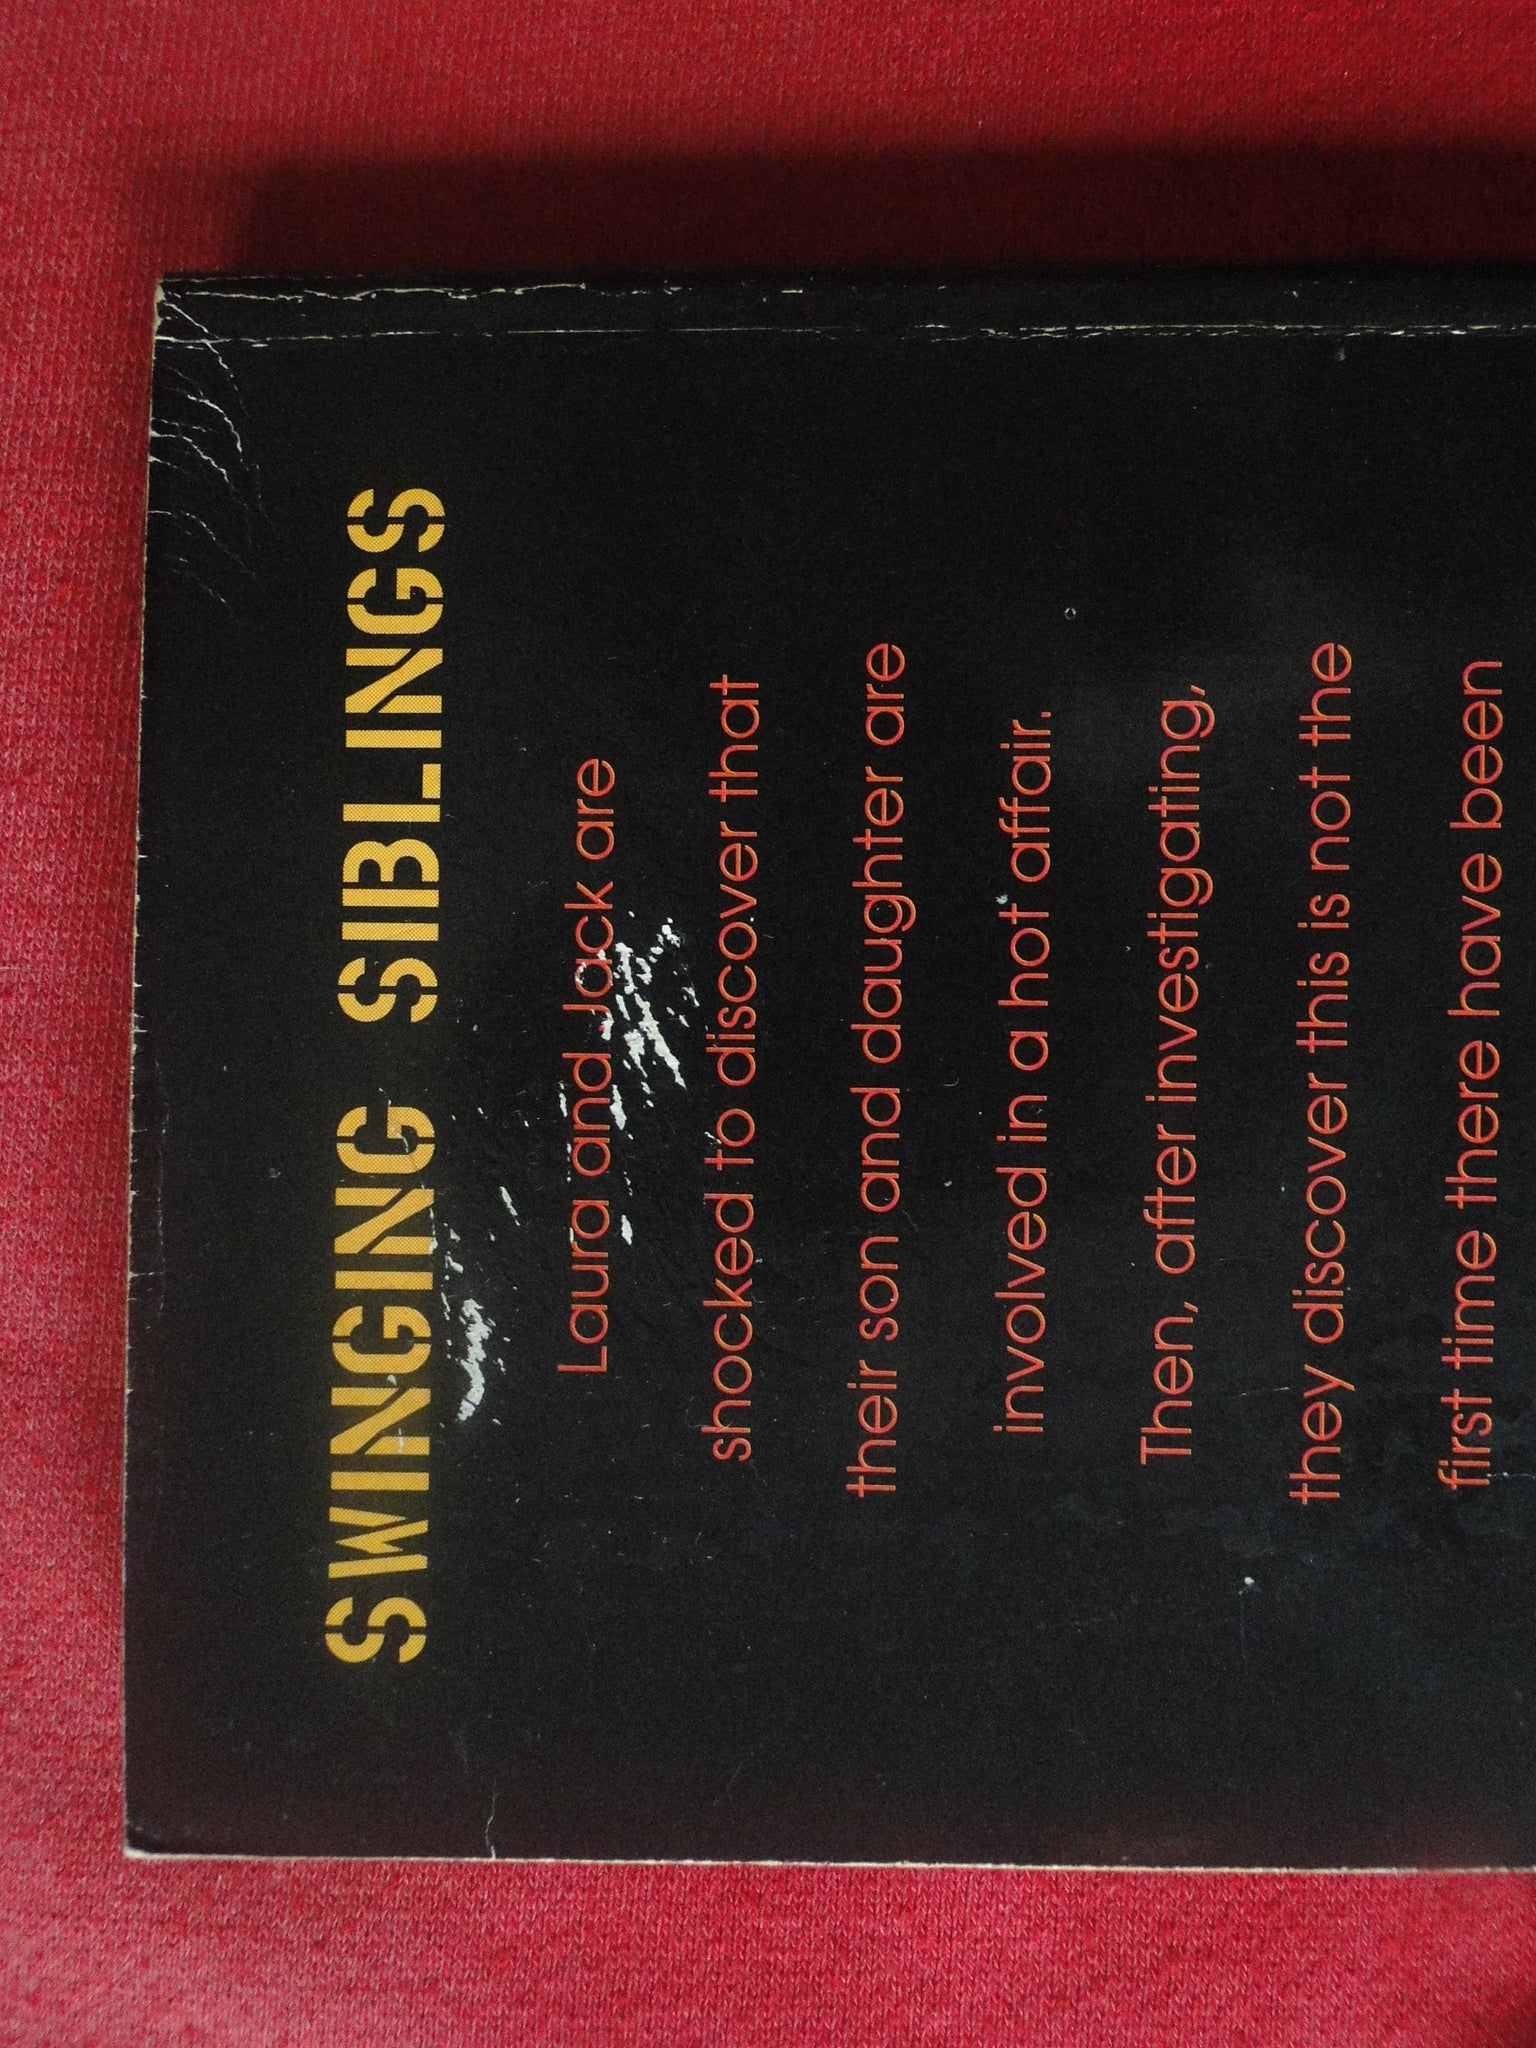 SWINGING SIBLINGS
Laura and Jack are
shocked to discover that
their son and daughter are
involved in a hot affair.
Then, after investigating,
they discover this is not the
first time there have been